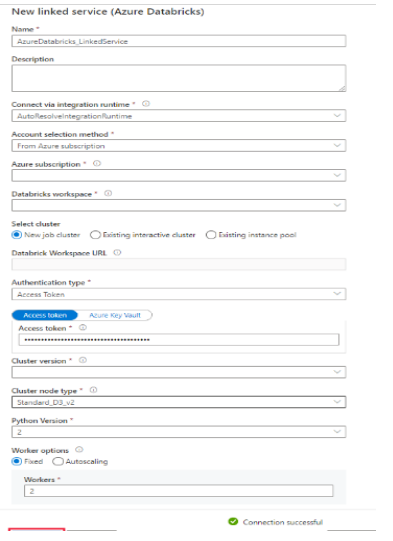 New linked service (Azure Databricks)
Name *
AzureDatabricks_LinkedService
Description
Connect via integration runtime *
AutoResolveIntegrationRuntime
Account selection method *
From Azure subscription
Azure subscription *
Databricks workspace *
Select cluster
New job cluster Existing interactive cluster Existing instance pool
Databrick Workspace URL
Authentication type *
Access Token
Access token Azure Key Vault
Access token *
••••••••••••••••••••••••••••••••••••••
Cluster version *
Cluster node type *
Standard_D3_v2
Python Version *
2
Worker options
Fixed Autoscaling
Workers *
2
Connection successful